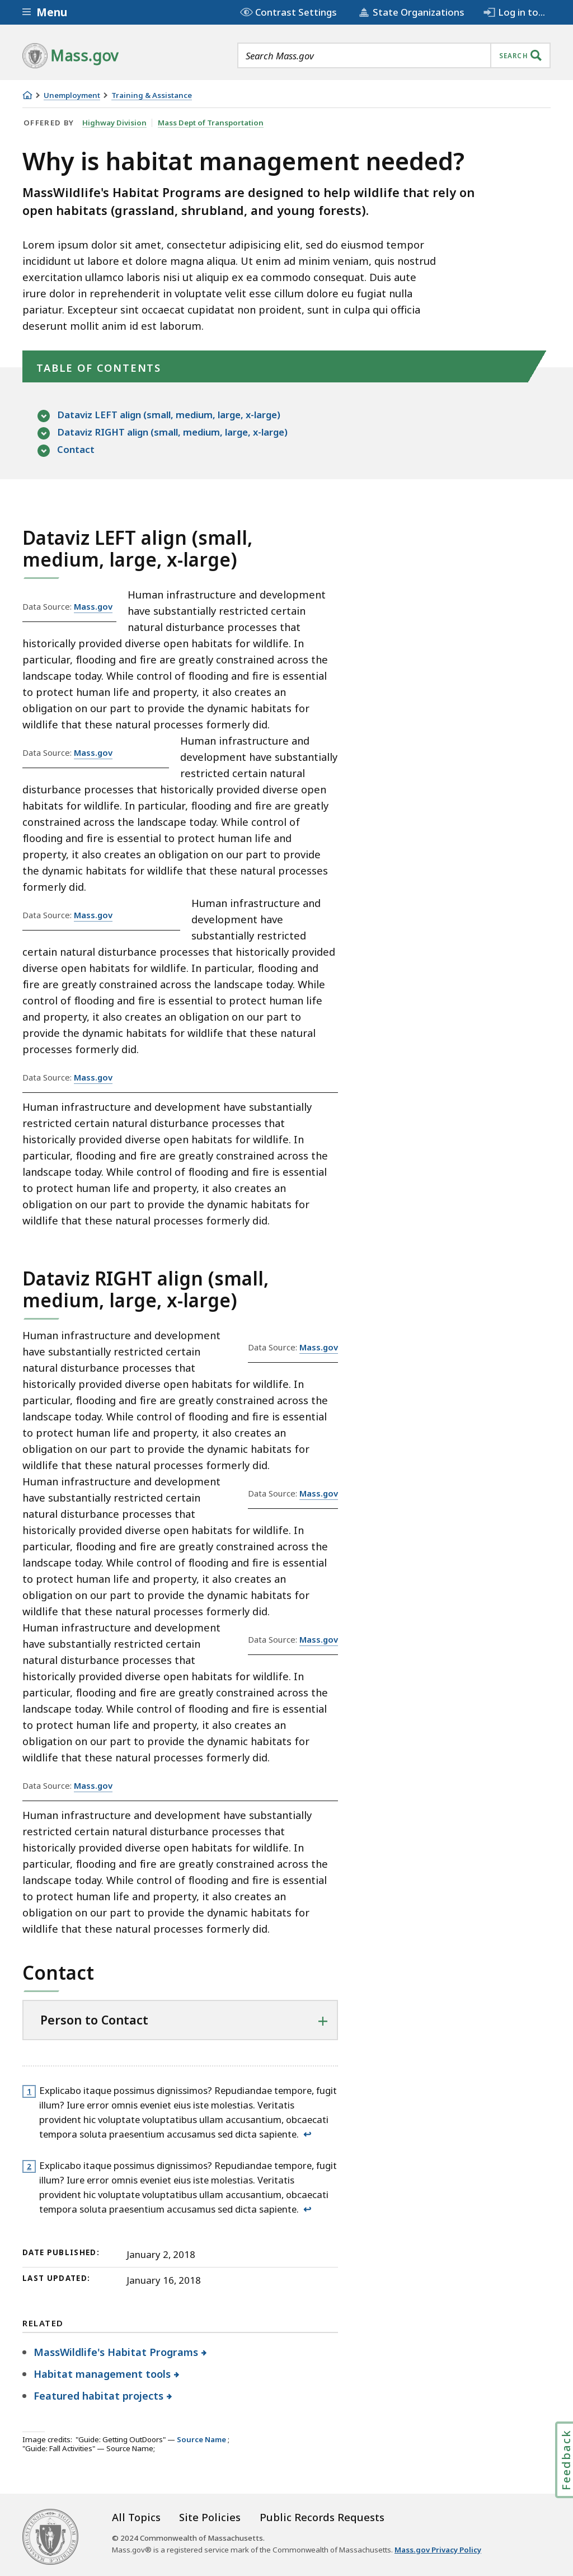 Menu
Contrast Settings
State Organizations
Log in to...
Mass.gov
Search Mass.gov
SEARCH
Unemployment
Training & Assistance
OFFERED BY Highway Division | Mass Dept of Transportation
Why is habitat management needed?
MassWildlife's Habitat Programs are designed to help wildlife that rely on
open habitats (grassland, shrubland, and young forests).
Lorem ipsum dolor sit amet, consectetur adipisicing elit, sed do eiusmod tempor
incididunt ut labore et dolore magna aliqua. Ut enim ad minim veniam, quis nostrud
exercitation ullamco laboris nisi ut aliquip ex ea commodo consequat. Duis aute
irure dolor in reprehenderit in voluptate velit esse cillum dolore eu fugiat nulla
pariatur. Excepteur sint occaecat cupidatat non proident, sunt in culpa qui officia
deserunt mollit anim id est laborum.
TABLE OF CONTENTS
Dataviz LEFT align (small, medium, large, x-large)
Dataviz RIGHT align (small, medium, large, x-large)
Contact
Dataviz LEFT align (small,
medium, large, x-large)
Data Source: Mass.gov
Human infrastructure and development
have substantially restricted certain
natural disturbance processes that
historically provided diverse open habitats for wildlife. In
particular, flooding and fire are greatly constrained across the
landscape today. While control of flooding and fire is essential
to protect human life and property, it also creates an
obligation on our part to provide the dynamic habitats for
wildlife that these natural processes formerly did.
Data Source: Mass.gov
Human infrastructure and
development have substantially
restricted certain natural
disturbance processes that historically provided diverse open
habitats for wildlife. In particular, flooding and fire are greatly
constrained across the landscape today. While control of
flooding and fire is essential to protect human life and
property, it also creates an obligation on our part to provide
the dynamic habitats for wildlife that these natural processes
formerly did.
Data Source: Mass.gov
Human infrastructure and
development have
substantially restricted
certain natural disturbance processes that historically provided
diverse open habitats for wildlife. In particular, flooding and
fire are greatly constrained across the landscape today. While
control of flooding and fire is essential to protect human life
and property, it also creates an obligation on our part to
provide the dynamic habitats for wildlife that these natural
processes formerly did.
Data Source: Mass.gov
Human infrastructure and development have substantially
restricted certain natural disturbance processes that
historically provided diverse open habitats for wildlife. In
particular, flooding and fire are greatly constrained across the
landscape today. While control of flooding and fire is essential
to protect human life and property, it also creates an
obligation on our part to provide the dynamic habitats for
wildlife that these natural processes formerly did.
Dataviz RIGHT align (small,
medium, large, x-large)
Data Source: Mass.gov
Human infrastructure and development
have substantially restricted certain
natural disturbance processes that
historically provided diverse open habitats for wildlife. In
particular, flooding and fire are greatly constrained across the
landscape today. While control of flooding and fire is essential
to protect human life and property, it also creates an
obligation on our part to provide the dynamic habitats for
wildlife that these natural processes formerly did.
Data Source: Mass.gov
Human infrastructure and development
have substantially restricted certain
natural disturbance processes that
historically provided diverse open habitats for wildlife. In
particular, flooding and fire are greatly constrained across the
landscape today. While control of flooding and fire is essential
to protect human life and property, it also creates an
obligation on our part to provide the dynamic habitats for
wildlife that these natural processes formerly did.
Data Source: Mass.gov
Human infrastructure and development
have substantially restricted certain
natural disturbance processes that
historically provided diverse open habitats for wildlife. In
particular, flooding and fire are greatly constrained across the
landscape today. While control of flooding and fire is essential
to protect human life and property, it also creates an
obligation on our part to provide the dynamic habitats for
wildlife that these natural processes formerly did.
Data Source: Mass.gov
Human infrastructure and development have substantially
restricted certain natural disturbance processes that
historically provided diverse open habitats for wildlife. In
particular, flooding and fire are greatly constrained across the
landscape today. While control of flooding and fire is essential
to protect human life and property, it also creates an
obligation on our part to provide the dynamic habitats for
wildlife that these natural processes formerly did.
Contact
Person to Contact
1 Explicabo itaque possimus dignissimos? Repudiandae tempore, fugit
illum? Iure error omnis eveniet eius iste molestias. Veritatis
provident hic voluptate voluptatibus ullam accusantium, obcaecati
tempora soluta praesentium accusamus sed dicta sapiente. ↩
2 Explicabo itaque possimus dignissimos? Repudiandae tempore, fugit
illum? Iure error omnis eveniet eius iste molestias. Veritatis
provident hic voluptate voluptatibus ullam accusantium, obcaecati
tempora soluta praesentium accusamus sed dicta sapiente. ↩
DATE PUBLISHED: January 2, 2018
LAST UPDATED: January 16, 2018
RELATED
MassWildlife's Habitat Programs
Habitat management tools
Featured habitat projects
Image credits: "Guide: Getting OutDoors" — Source Name;
"Guide: Fall Activities" — Source Name;
Feedback
All Topics
Site Policies
Public Records Requests
© 2024 Commonwealth of Massachusetts.
Mass.gov® is a registered service mark of the Commonwealth of Massachusetts. Mass.gov Privacy Policy